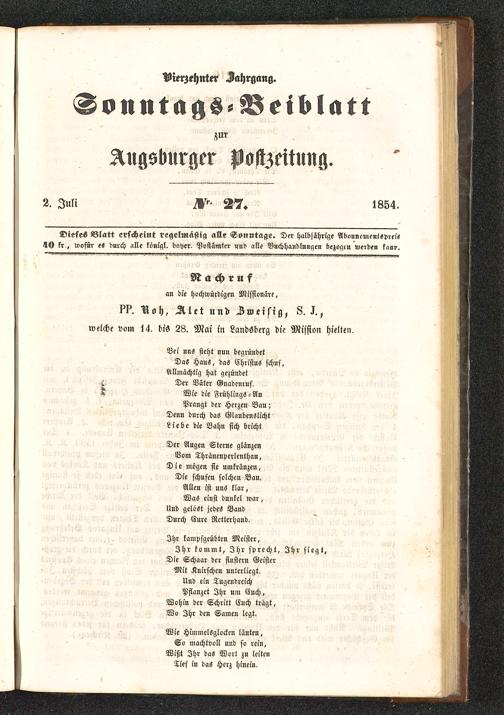 Vierzehnter Jahrgang.
Sonntags-Beiblatt
zur
Augsburger Postzeitung.
2. Juli Nr. 27. 1854.
Dieses Blatt erscheint regelmäßig alle Sonntage. Der halbjährige Abonnementspreis
40 kr., wofür es durch alle königl. bayer. Postämter und alle Buchhandlungen bezogen werden kann.
Nachruf
an die hochwürdigen Missionäre,
PP. Roh, Alet und Zweisig, S. J.,
welche vom 14. bis 28. Mai in Landsberg die Mission hielten.
Bei uns steht nun begründet
Das Haus, das Christus schuf,
Allmächtig hat gezündet
Der Väter Gnadenruf.
Wie die Frühlings-Au
Prangt der Herzen Bau;
Denn durch das Glaubenslicht
Liebe die Bahn sich bricht.
Der Augen Sterne glänzen
Vom Thränenperlenthau,
Die mögen sie umkränzen,
Die schufen solchen Bau.
Allen ist uns klar,
Was einst dunkel war,
Und gelöst jedes Band
Durch Eure Retterhand.
Ihr kampfgeübten Meister,
Ihr kommt, Ihr sprecht, Ihr siegt,
Die Schaar der finstern Geister
Mit Knirschen unterliegt.
Und ein Tugendreich
Pflanzet Ihr um Euch,
Wohin der Schritt Euch trägt,
Wo Ihr den Samen legt.
Wie Himmelsglocken läuten,
So machtvoll und so rein,
Wißt Ihr das Wort zu leiten
Tief in das Herz hinein.